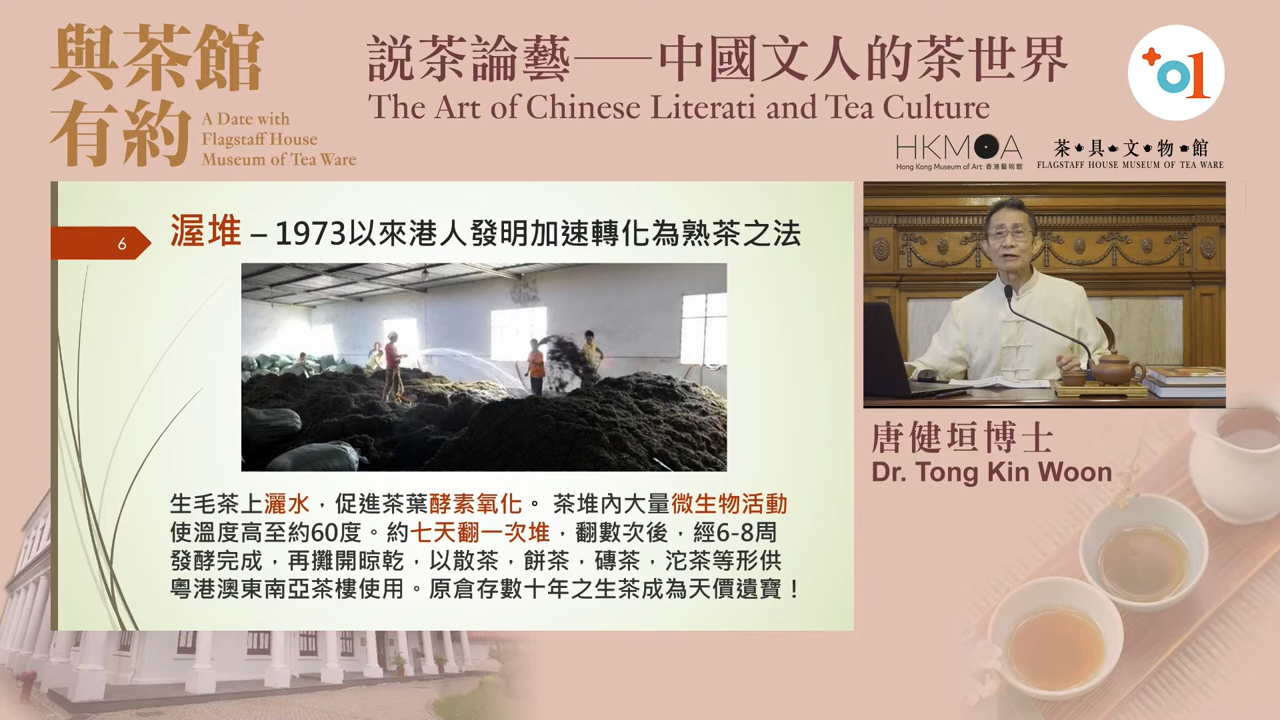 與茶館
有約
A Date with
Flagstaff House
Museum of Tea Ware
説茶論藝——中國文人的茶世界
The Art of Chinese Literati and Tea Culture
+01
HKMOA
Hong Kong Museum of Art 香港藝術館
茶具文物館
FLAGSTAFF HOUSE MUSEUM OF TEA WARE
6
渥堆 – 1973以來港人發明加速轉化為熟茶之法
生毛茶上灑水，促進茶葉酵素氧化。 茶堆內大量微生物活動
使溫度高至約60度。約七天翻一次堆，翻數次後，經6-8周
發酵完成，再攤開晾乾，以散茶，餅茶，磚茶，沱茶等形供
粵港澳東南亞茶樓使用。原倉存數十年之生茶成為天價遺寶！
唐健垣博士
Dr. Tong Kin Woon